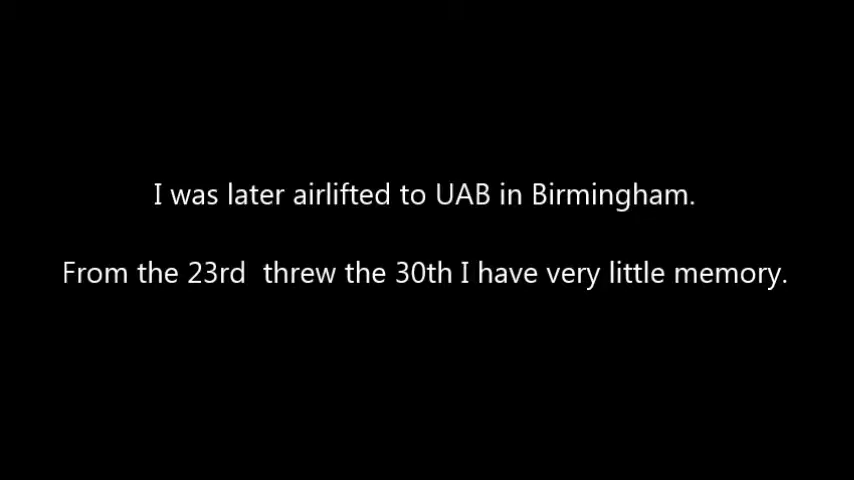 I was later airlifted to UAB in Birmingham.
From the 23rd  threw the 30th I have very little memory.